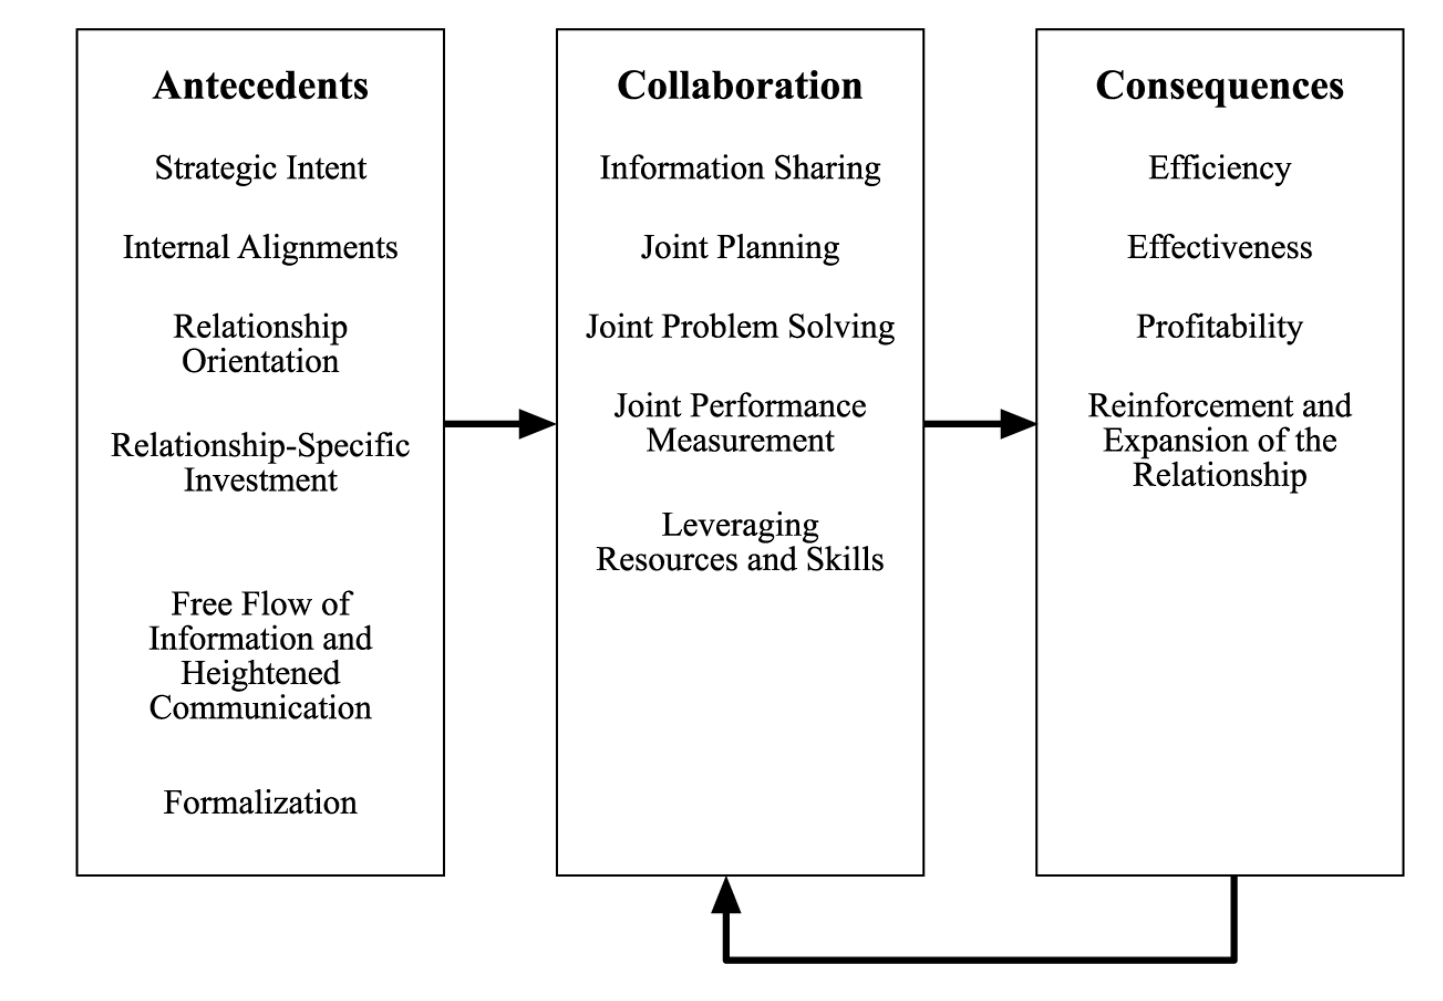 Antecedents
Strategic Intent
Internal Alignments
Relationship
Orientation
Relationship-Specific
Investment
Free Flow of
Information and
Heightened
Communication
Formalization
Collaboration
Information Sharing
Joint Planning
Joint Problem Solving
Joint Performance
Measurement
Leveraging
Resources and Skills
Consequences
Efficiency
Effectiveness
Profitability
Reinforcement and
Expansion of the
Relationship